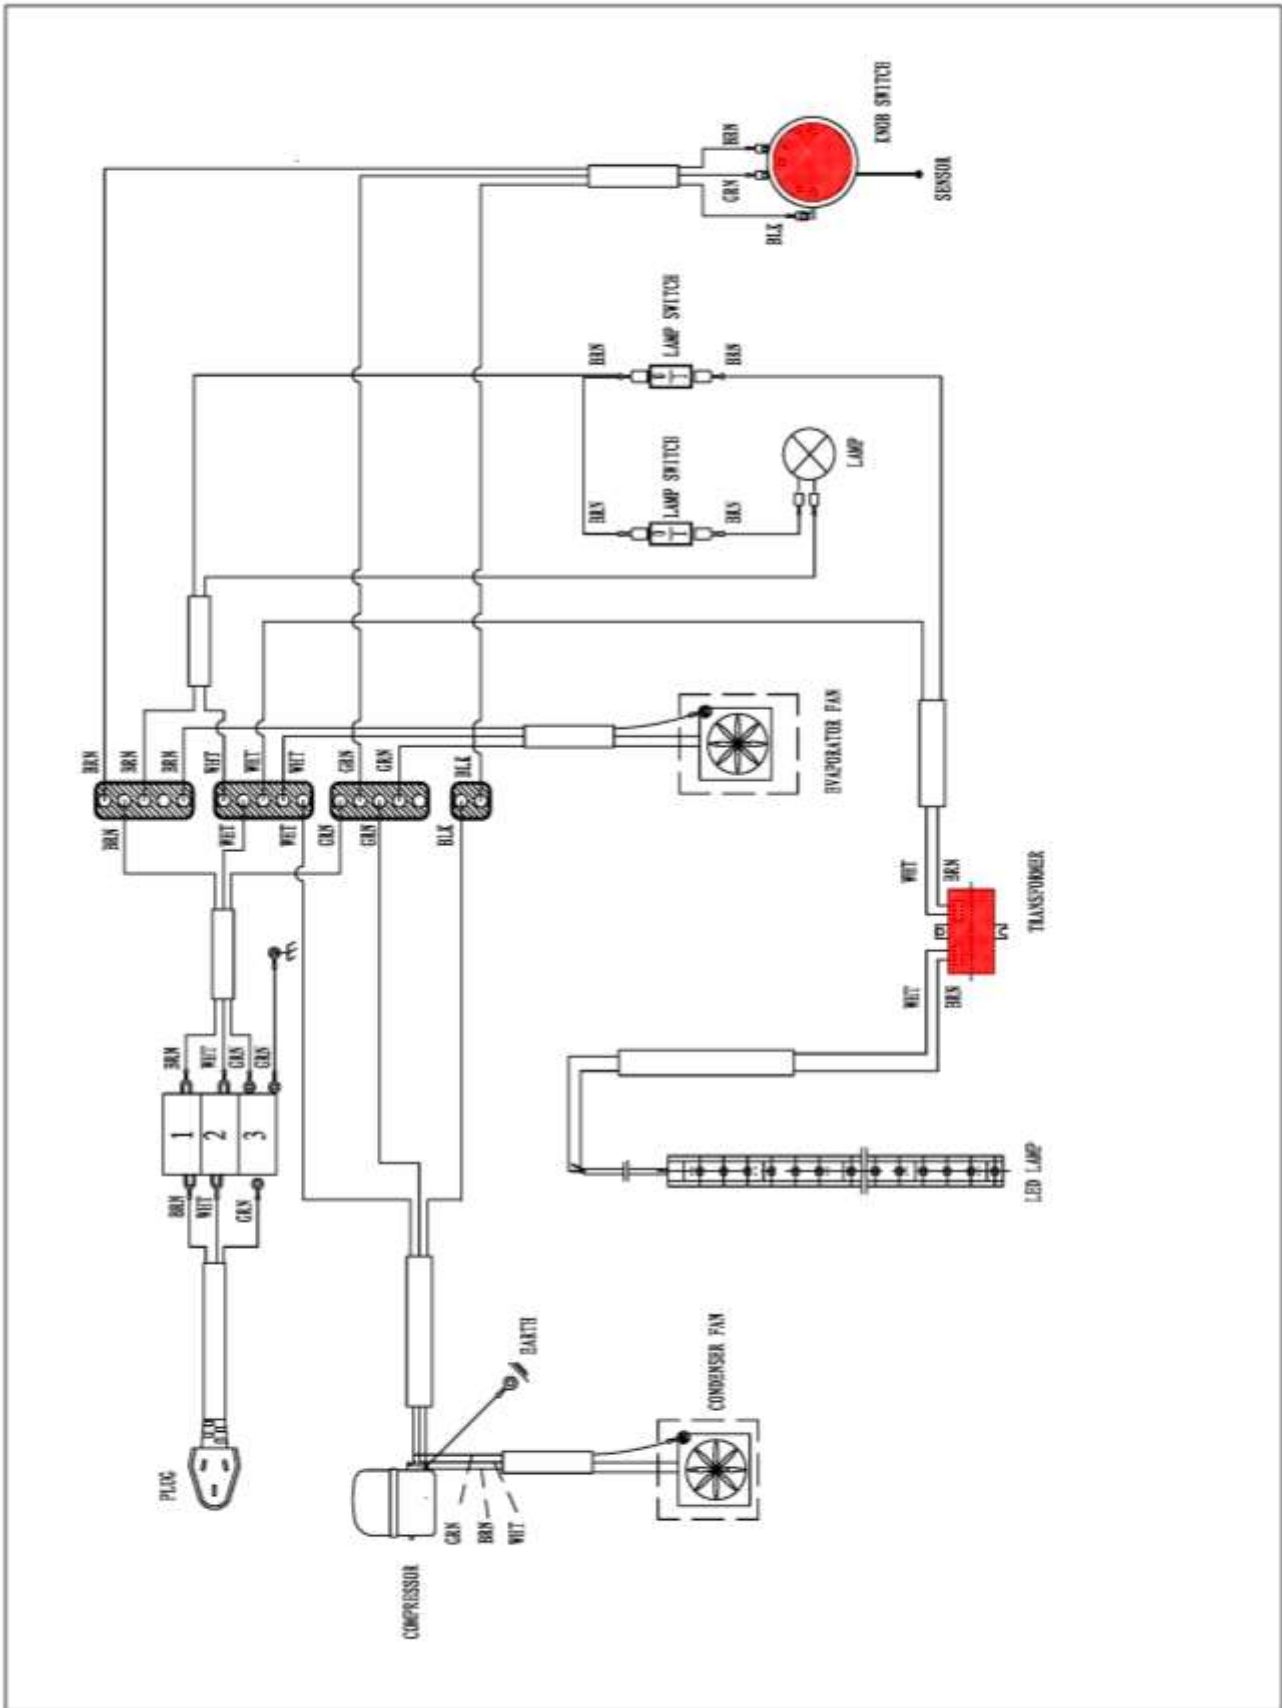 PLUG
BRN
WHT
GRN
1
2
3
BRN
WHT
GRN
GRN
BRN
WHT
WHT
GRN
GRN
BLK
BRN
BRN
BRN
WHT
WHT
WHT
GRN
GRN
BLK
COMPRESSOR
GRN
BRN
WHT
EARTH
CONDENSER FAN
EVAPORATOR FAN
BRN
LAMP SWITCH
BRN
BRN
LAMP SWITCH
BRN
LAMP
BRN
GRN
BLK
KNOB SWITCH
SENSOR
LED LAMP
WHT
BRN
WHT
BRN
TRANSFORMER